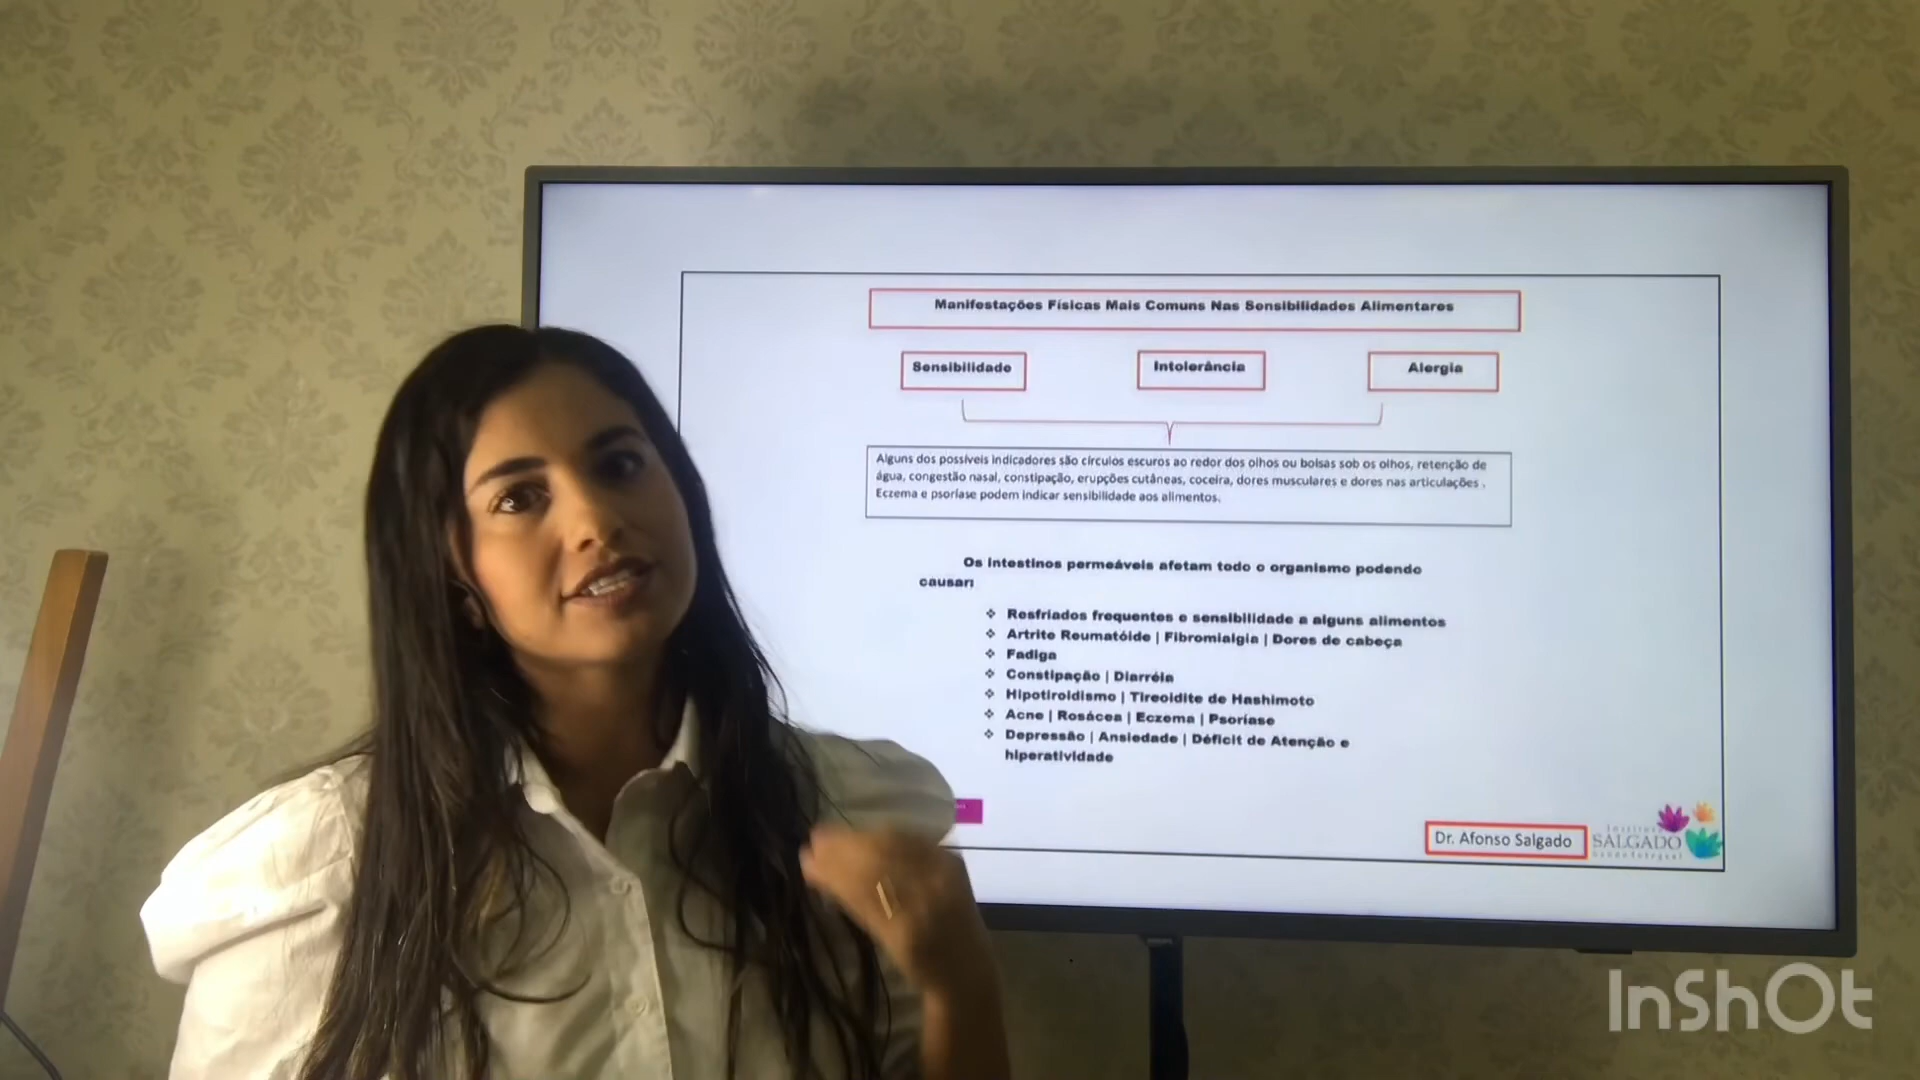 Manifestações Físicas Mais Comuns Nas Sensibilidades Alimentares
Sensibilidade
Intolerância
Alergia
Alguns dos possíveis indicadores são círculos escuros ao redor dos olhos ou bolsas sob os olhos, retenção de
água, congestão nasal, constipação, erupções cutâneas, coceira, dores musculares e dores nas articulações .
Eczema e psoríase podem indicar sensibilidade aos alimentos.
Os intestinos permeáveis afetam todo o organismo podendo
causar:
❖ Resfriados frequentes e sensibilidade a alguns alimentos
❖ Artrite Reumatóide | Fibromialgia | Dores de cabeça
❖ Fadiga
❖ Constipação | Diarréia
❖ Hipotiroidismo | Tireoidite de Hashimoto
❖ Acne | Rosácea | Eczema | Psoríase
❖ Depressão | Ansiedade | Déficit de Atenção e
hiperatividade
Dr. Afonso Salgado
Instituto
SALGADO
Saúde Integral
InShOt